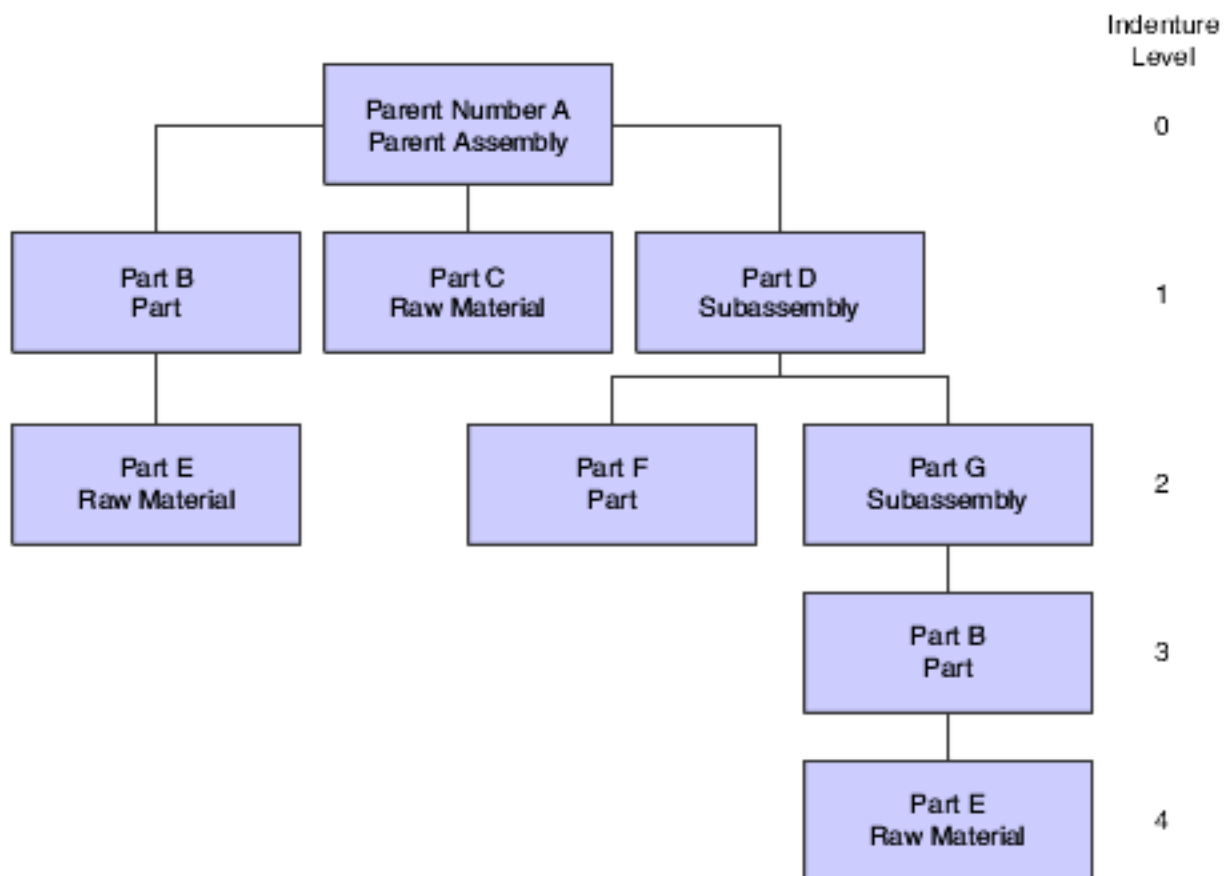 Indenture
Level
Parent Number A
Parent Assembly
0
Part B
Part
Part C
Raw Material
Part D
Subassembly
1
Part E
Raw Material
Part F
Part
Part G
Subassembly
2
Part B
Part
3
Part E
Raw Material
4